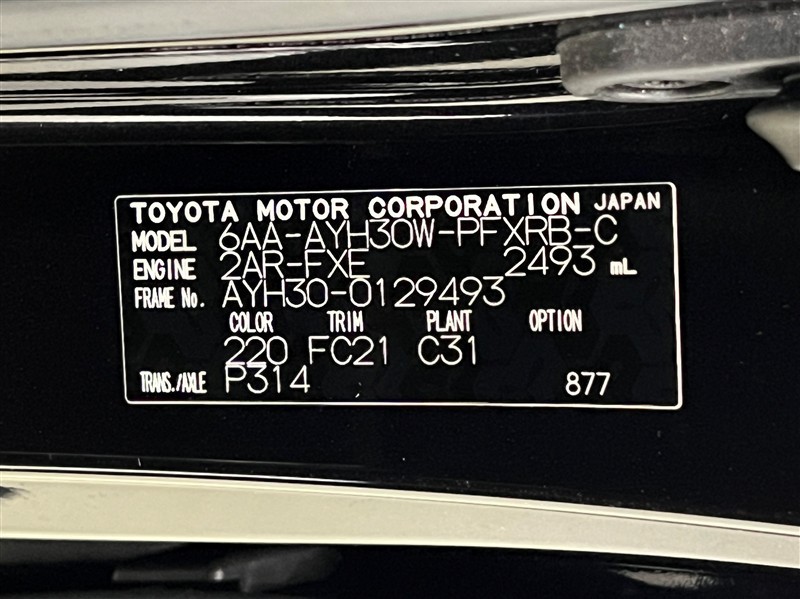 TOYOTA MOTOR CORPORATION JAPAN
MODEL 6AA-AYH30W-PFXRB-C
ENGINE 2AR-FXE 2493 mL
FRAME No. AYH30-0129493
COLOR TRIM PLANT OPTION
220 FC21 C31
TRANS./AXLE P314 877